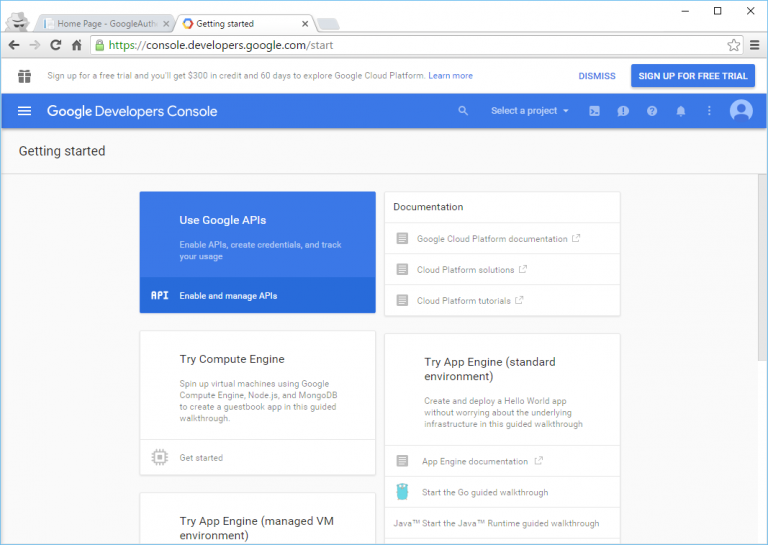 Home Page - GoogleAuth
Getting started
https://console.developers.google.com/start
Sign up for a free trial and you'll get $300 in credit and 60 days to explore Google Cloud Platform. Learn more
DISMISS
SIGN UP FOR FREE TRIAL
Google Developers Console
Select a project
Getting started
Use Google APIs
Enable APIs, create credentials, and track
your usage
API
Enable and manage APIs
Documentation
Google Cloud Platform documentation
Cloud Platform solutions
Cloud Platform tutorials
Try Compute Engine
Spin up virtual machines using Google
Compute Engine, Node.js, and MongoDB
to create a guestbook app in this guided
walkthrough.
Get started
Try App Engine (standard
environment)
Create and deploy a Hello World app
without worrying about the underlying
infrastructure in this guided walkthrough
App Engine documentation
Start the Go guided walkthrough
Java™ Start the Java™ Runtime guided walkthrough
Try App Engine (managed VM
environment)